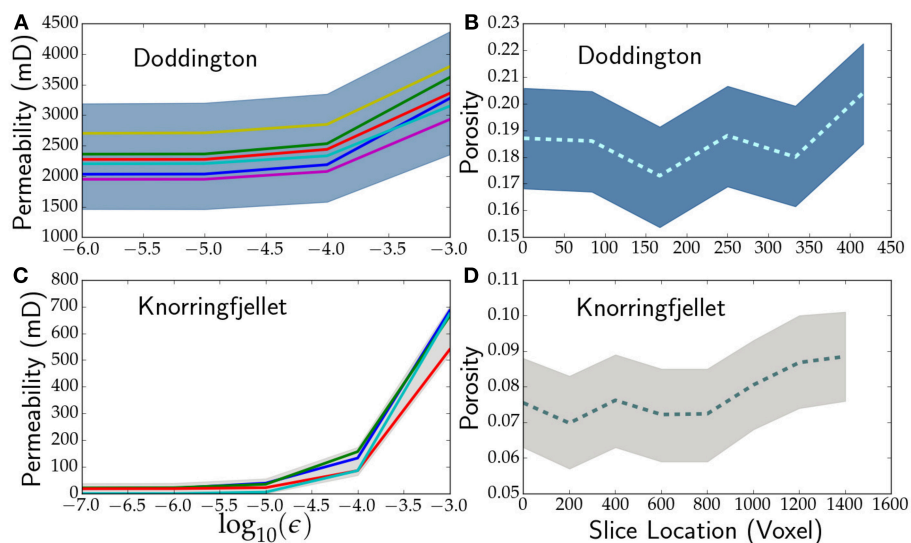 A
Permeability (mD)
4500
4000
3500
3000
2500
2000
1500
1000
Doddington
−6.0 −5.5 −5.0 −4.5 −4.0 −3.5 −3.0
B
Porosity
0.23
0.22
0.21
0.20
0.19
0.18
0.17
0.16
0.15
Doddington
0 50 100 150 200 250 300 350 400 450
C
Permeability (mD)
800
700
600
500
400
300
200
100
0
Knorringfjellet
−7.0 −6.5 −6.0 −5.5 −5.0 −4.5 −4.0 −3.5 −3.0
log₁₀(ϵ)
D
Porosity
0.11
0.10
0.09
0.08
0.07
0.06
0.05
Knorringfjellet
0 200 400 600 800 1000 1200 1400 1600
Slice Location (Voxel)